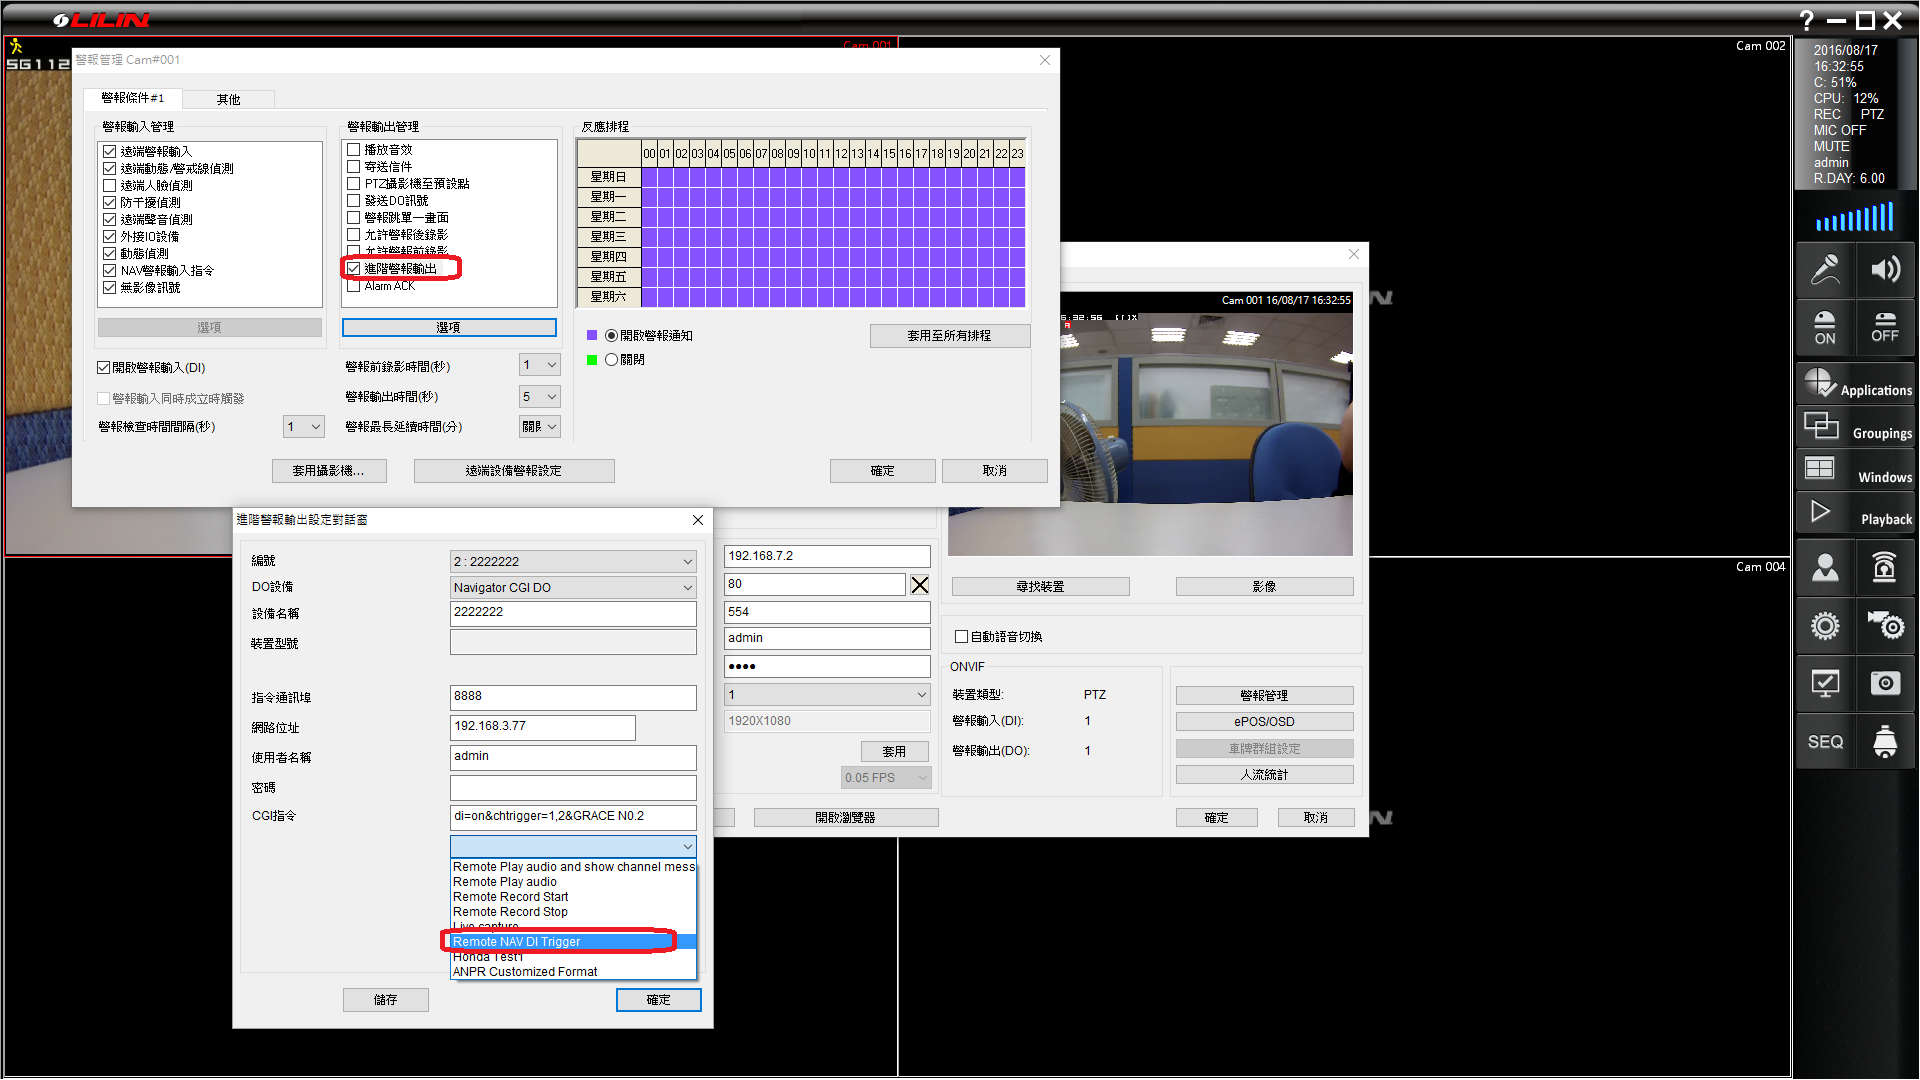 LILIN
?
Cam 001
Cam 002
SG112
警報管理 Cam#001
警報條件#1
其他
警報輸入管理
遠端警報輸入
遠端動態/警戒線偵測
遠端人臉偵測
防干擾偵測
遠端聲音偵測
外接IO設備
動態偵測
NAV警報輸入指令
無影像訊號
選項
開啟警報輸入(DI)
警報輸入同時成立時觸發
警報檢查時間間隔(秒)
1
警報輸出管理
播放音效
寄送信件
PTZ攝影機至預設點
發送DO訊號
警報跳單一畫面
允許警報後錄影
允許警報前錄影
進階警報輸出
Alarm ACK
選項
警報前錄影時間(秒)
1
警報輸出時間(秒)
5
警報最長延續時間(分)
反應排程
00 01 02 03 04 05 06 07 08 09 10 11 12 13 14 15 16 17 18 19 20 21 22 23
星期日
星期一
星期二
星期三
星期四
星期五
星期六
開啟警報通知
關閉
套用至所有排程
套用攝影機...
遠端設備警報設定
確定
取消
2016/08/17
16:32:55
C: 51%
CPU: 12%
REC PTZ
MIC OFF
MUTE
admin
R.DAY: 6.00
ON
OFF
Applications
Groupings
Windows
Playback
SEQ
Cam 004
Cam 001 16/08/17 16:32:55
進階警報輸出設定對話窗
編號
2 : 2222222
DO設備
Navigator CGI DO
設備名稱
2222222
裝置型號
指令通訊埠
8888
網路位址
192.168.3.77
使用者名稱
admin
密碼
CGI指令
di=on&chtrigger=1,2&GRACE N0.2
Remote Play audio and show channel mess
Remote Play audio
Remote Record Start
Remote Record Stop
Live capture
Remote NAV DI Trigger
Honda Test1
ANPR Customized Format
儲存
確定
192.168.7.2
80
554
admin
●●●●
1
1920X1080
套用
0.05 FPS
開啟瀏覽器
尋找裝置
影像
自動語音切換
ONVIF
裝置類型:
PTZ
警報輸入(DI):
1
警報輸出(DO):
1
警報管理
ePOS/OSD
車牌群組設定
人流統計
確定
取消